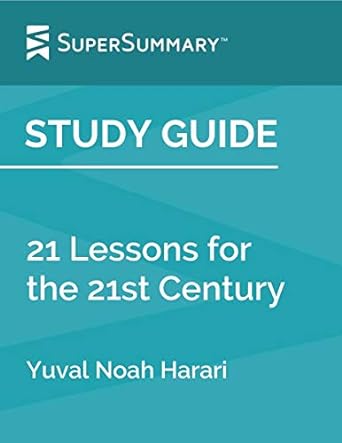 SUPERSUMMARY™
STUDY GUIDE
21 Lessons for
the 21st Century
Yuval Noah Harari